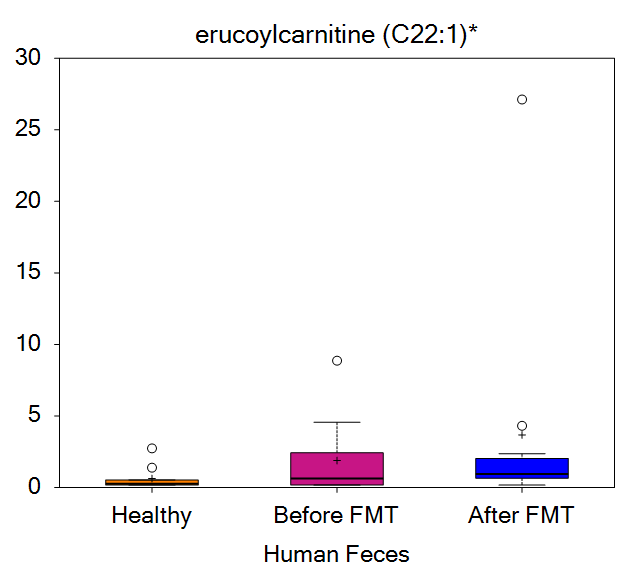 erucoylcarnitine (C22:1)*
30
25
20
15
10
5
0
Healthy Before FMT After FMT
Human Feces